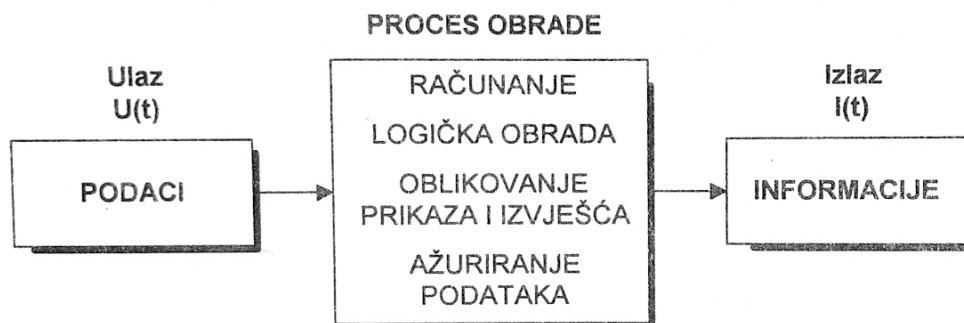 PROCES OBRADE
Ulaz
U(t)
PODACI
RAČUNANJE
LOGIČKA OBRADA
OBLIKOVANJE
PRIKAZA I IZVJEŠĆA
AŽURIRANJE
PODATAKA
Izlaz
I(t)
INFORMACIJE